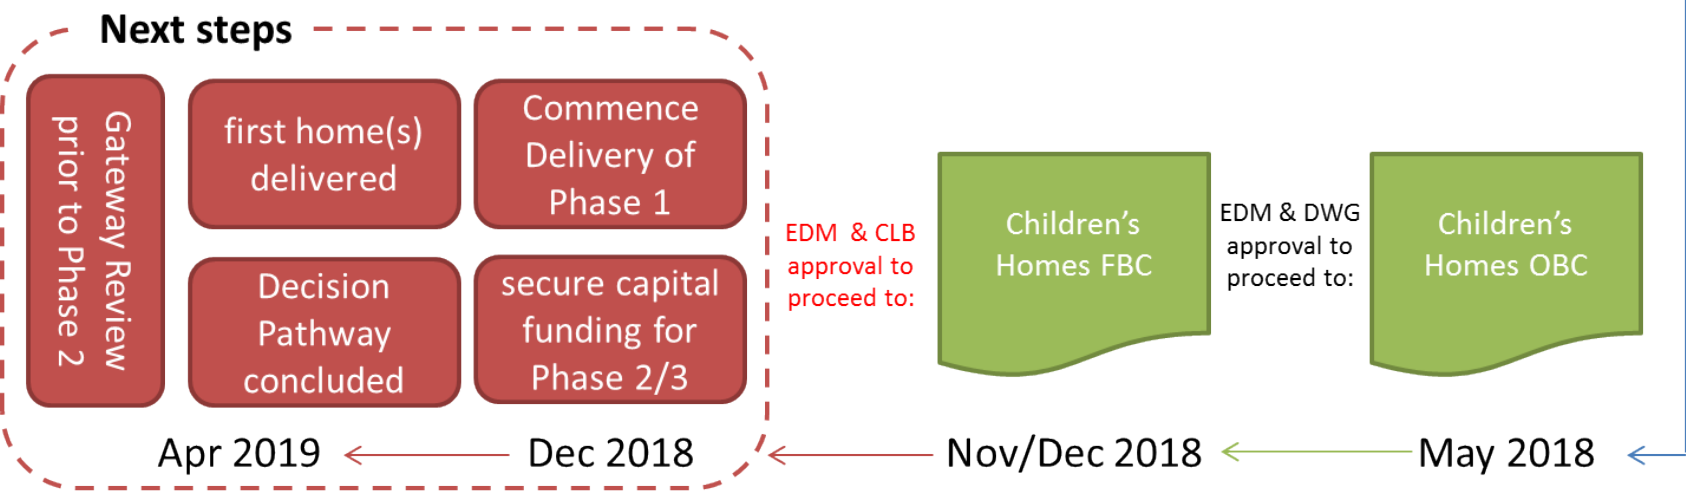 Next steps
Gateway Review
prior to Phase 2
first home(s)
delivered
Commence
Delivery of
Phase 1
Decision
Pathway
concluded
secure capital
funding for
Phase 2/3
EDM & CLB
approval to
proceed to:
Children’s
Homes FBC
EDM & DWG
approval to
proceed to:
Children’s
Homes OBC
Apr 2019
Dec 2018
Nov/Dec 2018
May 2018